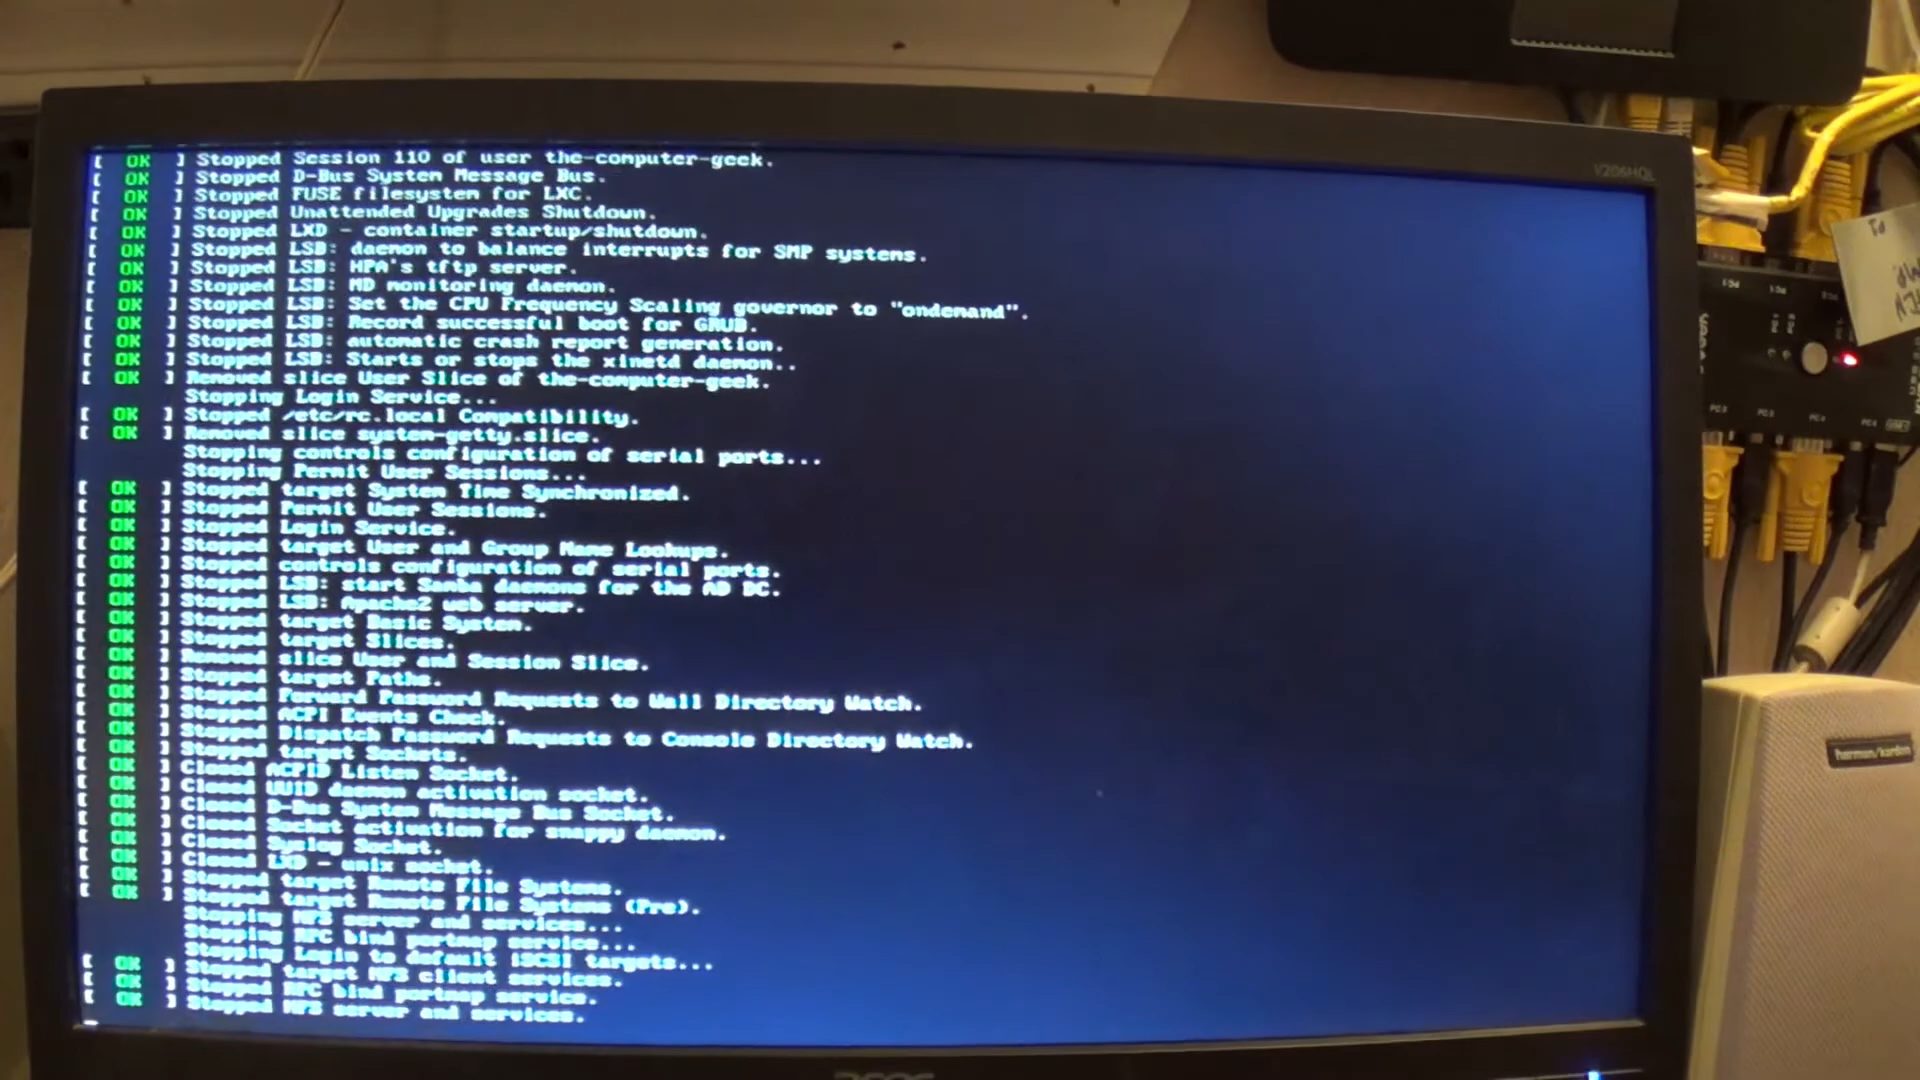 [ OK ] Stopped Session 110 of user the-computer-geek.
[ OK ] Stopped D-Bus System Message Bus.
[ OK ] Stopped FUSE filesystem for LXC.
[ OK ] Stopped Unattended Upgrades Shutdown.
[ OK ] Stopped LXD - container startup/shutdown.
[ OK ] Stopped LSB: daemon to balance interrupts for SMP systems.
[ OK ] Stopped LSB: HPA's tftp server.
[ OK ] Stopped LSB: MD monitoring daemon.
[ OK ] Stopped LSB: Set the CPU Frequency Scaling governor to "ondemand".
[ OK ] Stopped LSB: Record successful boot for GRUB.
[ OK ] Stopped LSB: automatic crash report generation.
[ OK ] Stopped LSB: Starts or stops the xinetd daemon..
[ OK ] Removed slice User Slice of the-computer-geek.
Stopping Login Service...
[ OK ] Stopped /etc/rc.local Compatibility.
[ OK ] Removed slice system-getty.slice.
Stopping controls configuration of serial ports...
Stopping Permit User Sessions...
[ OK ] Stopped target System Time Synchronized.
[ OK ] Stopped Permit User Sessions.
[ OK ] Stopped Login Service.
[ OK ] Stopped target User and Group Name Lookups.
[ OK ] Stopped controls configuration of serial ports.
[ OK ] Stopped LSB: start Samba daemons for the AD DC.
[ OK ] Stopped LSB: Apache2 web server.
[ OK ] Stopped target Basic System.
[ OK ] Stopped target Slices.
[ OK ] Removed slice User and Session Slice.
[ OK ] Stopped target Paths.
[ OK ] Stopped Forward Password Requests to Wall Directory Watch.
[ OK ] Stopped ACPI Events Check.
[ OK ] Stopped Dispatch Password Requests to Console Directory Watch.
[ OK ] Stopped target Sockets.
[ OK ] Closed ACPID Listen Socket.
[ OK ] Closed UUID daemon activation socket.
[ OK ] Closed D-Bus System Message Bus Socket.
[ OK ] Closed Socket activation for snappy daemon.
[ OK ] Closed Syslog Socket.
[ OK ] Closed LXD - unix socket.
[ OK ] Stopped target Remote File Systems.
[ OK ] Stopped target Remote File Systems (Pre).
Stopping NFS server and services...
Stopping RPC bind portmap service...
Stopping Login to default iSCSI targets...
[ OK ] Stopped target NFS client services.
[ OK ] Stopped RPC bind portmap service.
[ OK ] Stopped NFS server and services.
V206HQL
harman/kardon